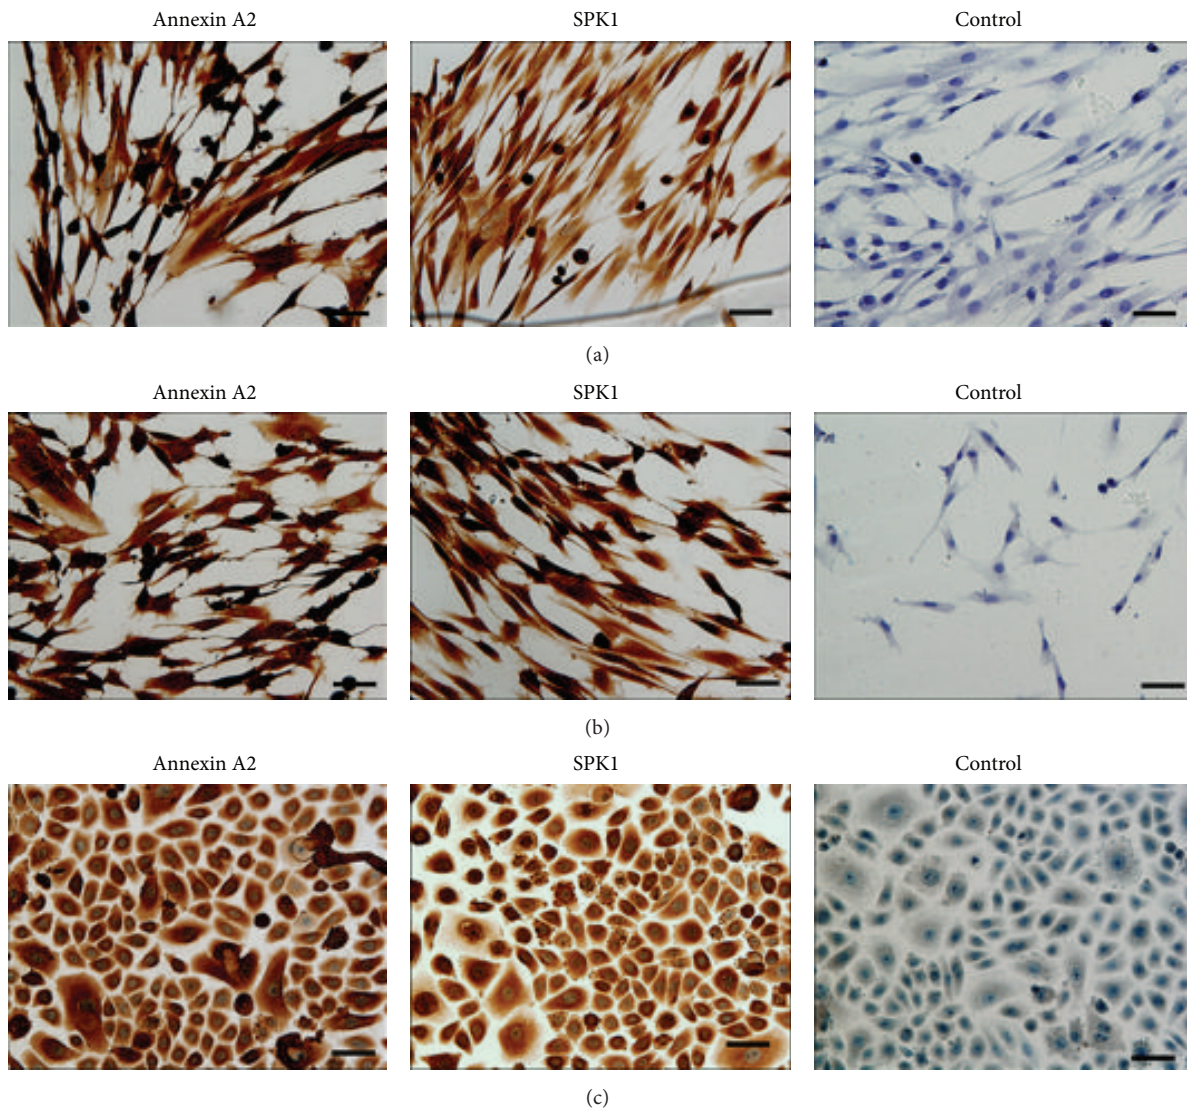 Annexin A2 SPK1 Control
(a)
Annexin A2 SPK1 Control
(b)
Annexin A2 SPK1 Control
(c)